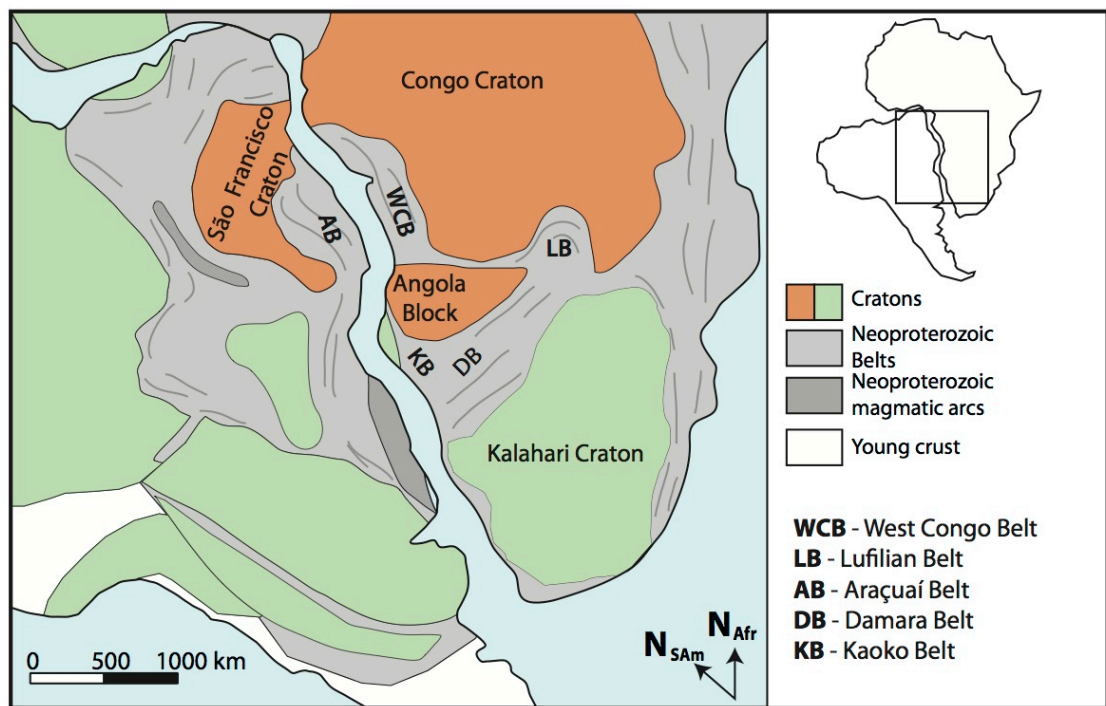 Congo Craton
São Francisco
Craton
AB
WCB
LB
Angola
Block
KB
DB
Kalahari Craton
0 500 1000 km
N SAm
N Afr
Cratons
Neoproterozoic
Belts
Neoproterozoic
magmatic arcs
Young crust
WCB - West Congo Belt
LB - Lufilian Belt
AB - Araçuaí Belt
DB - Damara Belt
KB - Kaoko Belt